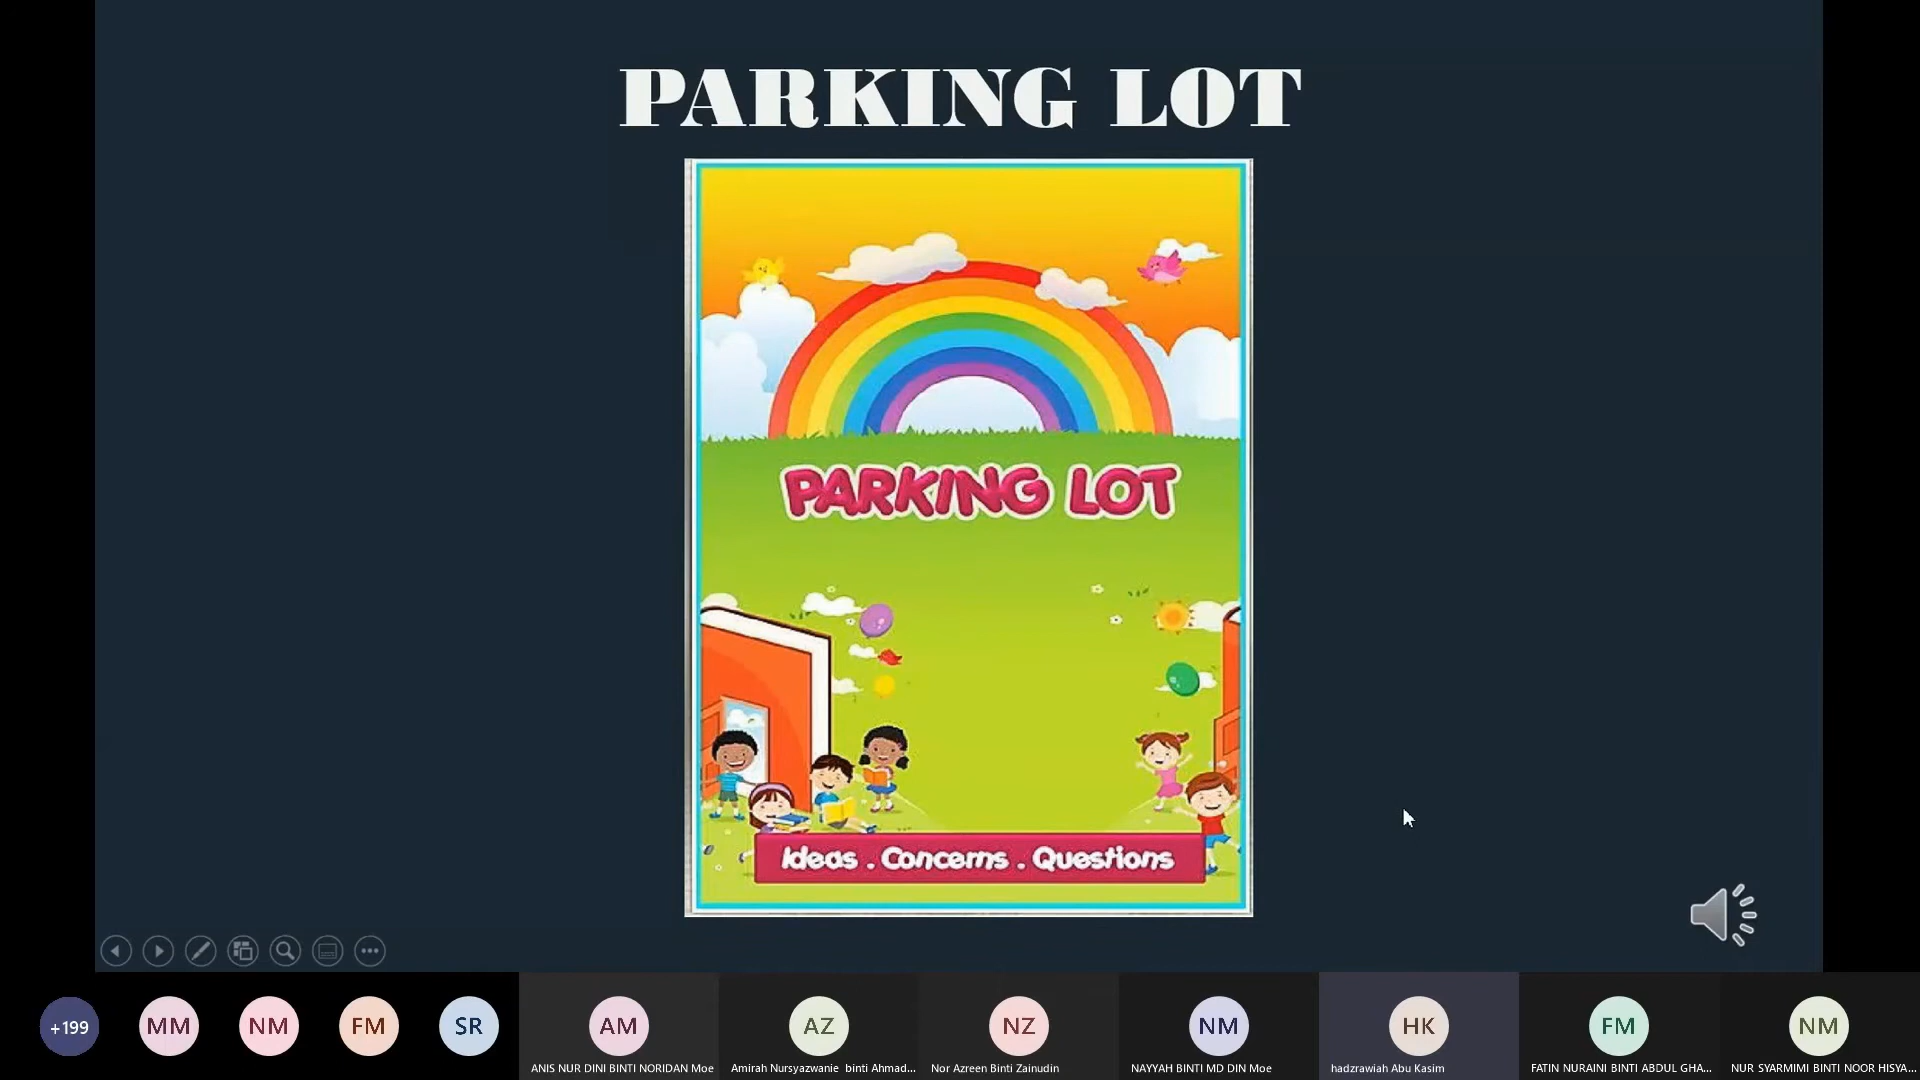 PARKING LOT
PARKING LOT
Ideas . Concerns . Questions
+199
MM
NM
FM
SR
AM
AZ
NZ
NM
HK
FM
NM
ANIS NUR DINI BINTI NORIDAN Moe
Amirah Nursyazwanie binti Ahmad...
Nor Azreen Binti Zainudin
NAYYAH BINTI MD DIN Moe
hadzrawiah Abu Kasim
FATIN NURAINI BINTI ABDUL GHA...
NUR SYARMIMI BINTI NOOR HISYA...